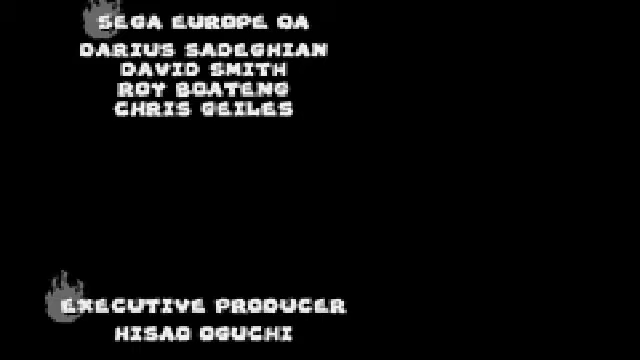 SEGA EUROPE QA
DARIUS SADEGHIAN
DAVID SMITH
ROY BOATENG
CHRIS GEILES
EXECUTIVE PRODUCER
HISAO OGUCHI